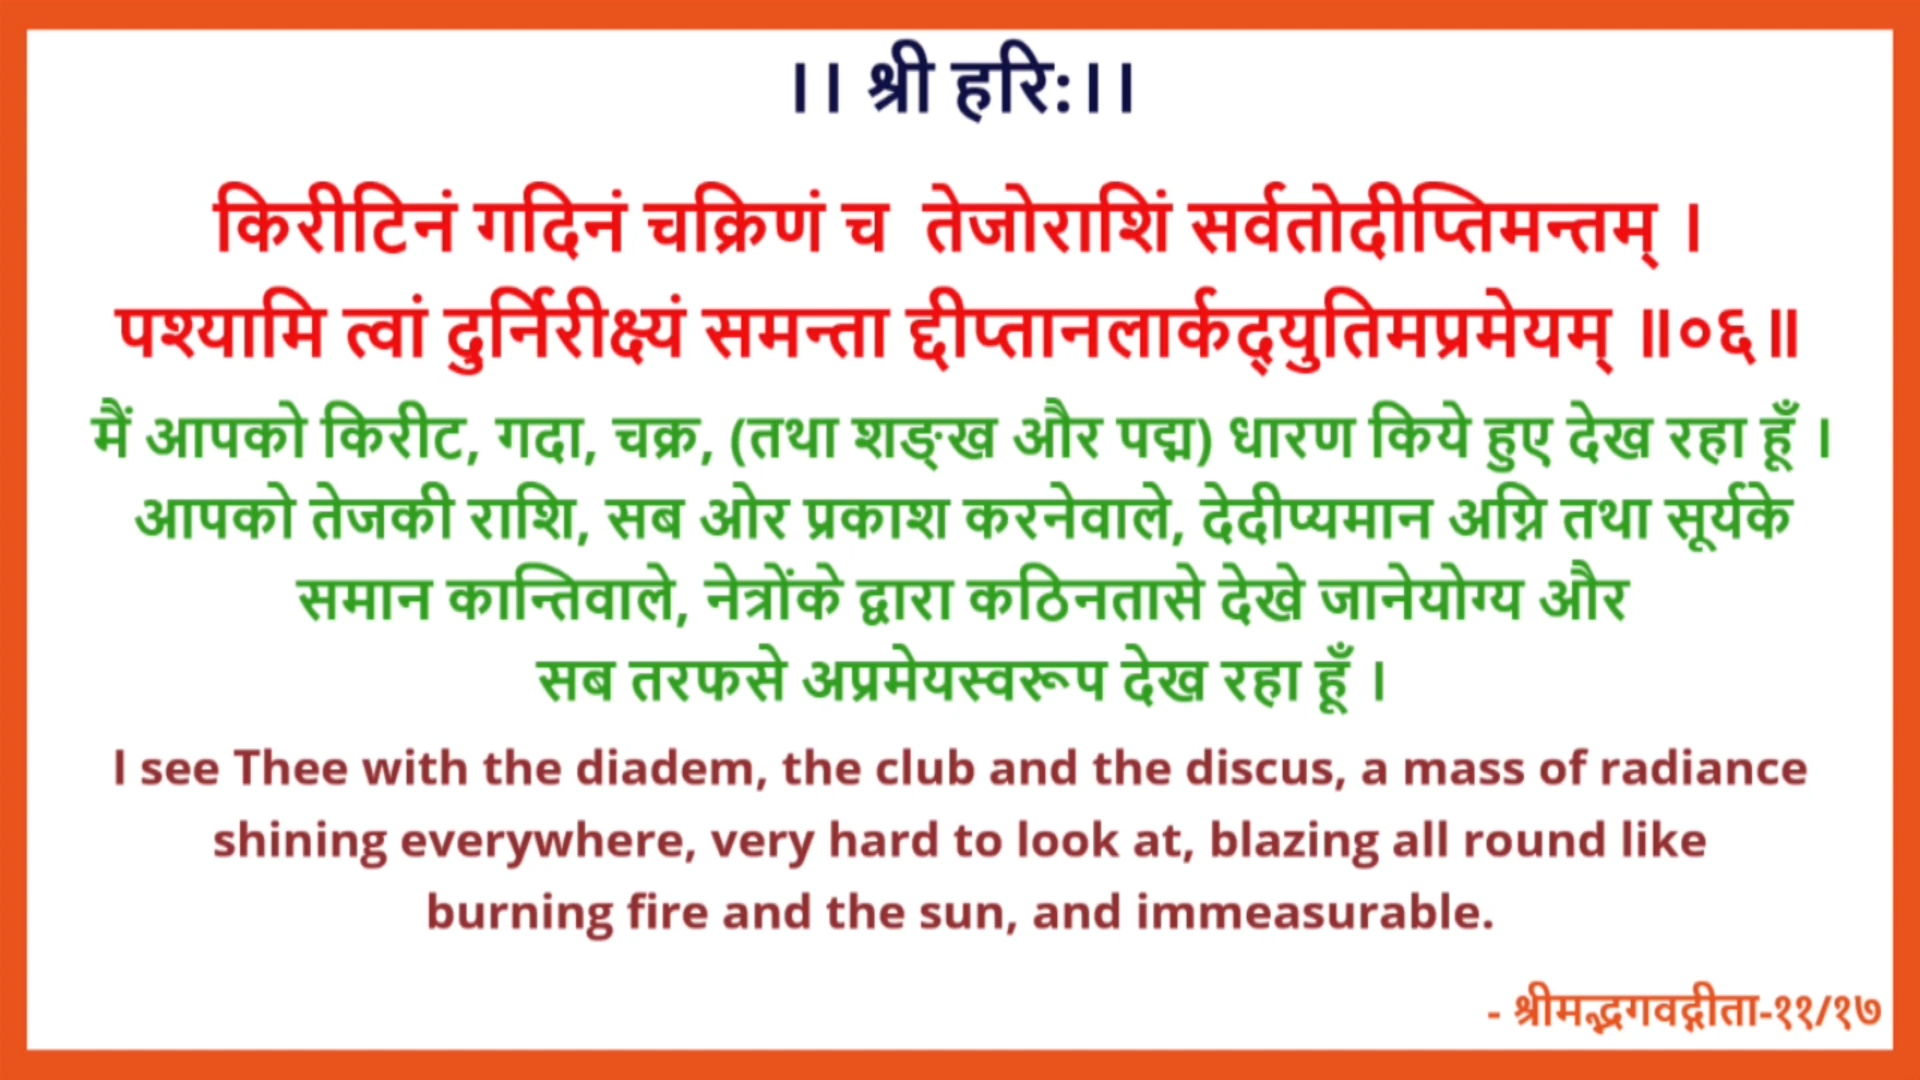 ।। श्री हरि:।।
किरीटिनं गदिनं चक्रिणं च तेजोराशिं सर्वतोदीप्तिमन्तम् ।
पश्यामि त्वां दुर्निरीक्ष्यं समन्ता द्दीप्तानलार्कद्‌युतिमप्रमेयम् ॥०६॥
मैं आपको किरीट, गदा, चक्र, (तथा शङ्ख और पद्म) धारण किये हुए देख रहा हूँ ।
आपको तेजकी राशि, सब ओर प्रकाश करनेवाले, देदीप्यमान अग्नि तथा सूर्यके
समान कान्तिवाले, नेत्रोंके द्वारा कठिनतासे देखे जानेयोग्य और
सब तरफसे अप्रमेयस्वरूप देख रहा हूँ ।
I see Thee with the diadem, the club and the discus, a mass of radiance
shining everywhere, very hard to look at, blazing all round like
burning fire and the sun, and immeasurable.
- श्रीमद्भगवद्गीता-११/१७